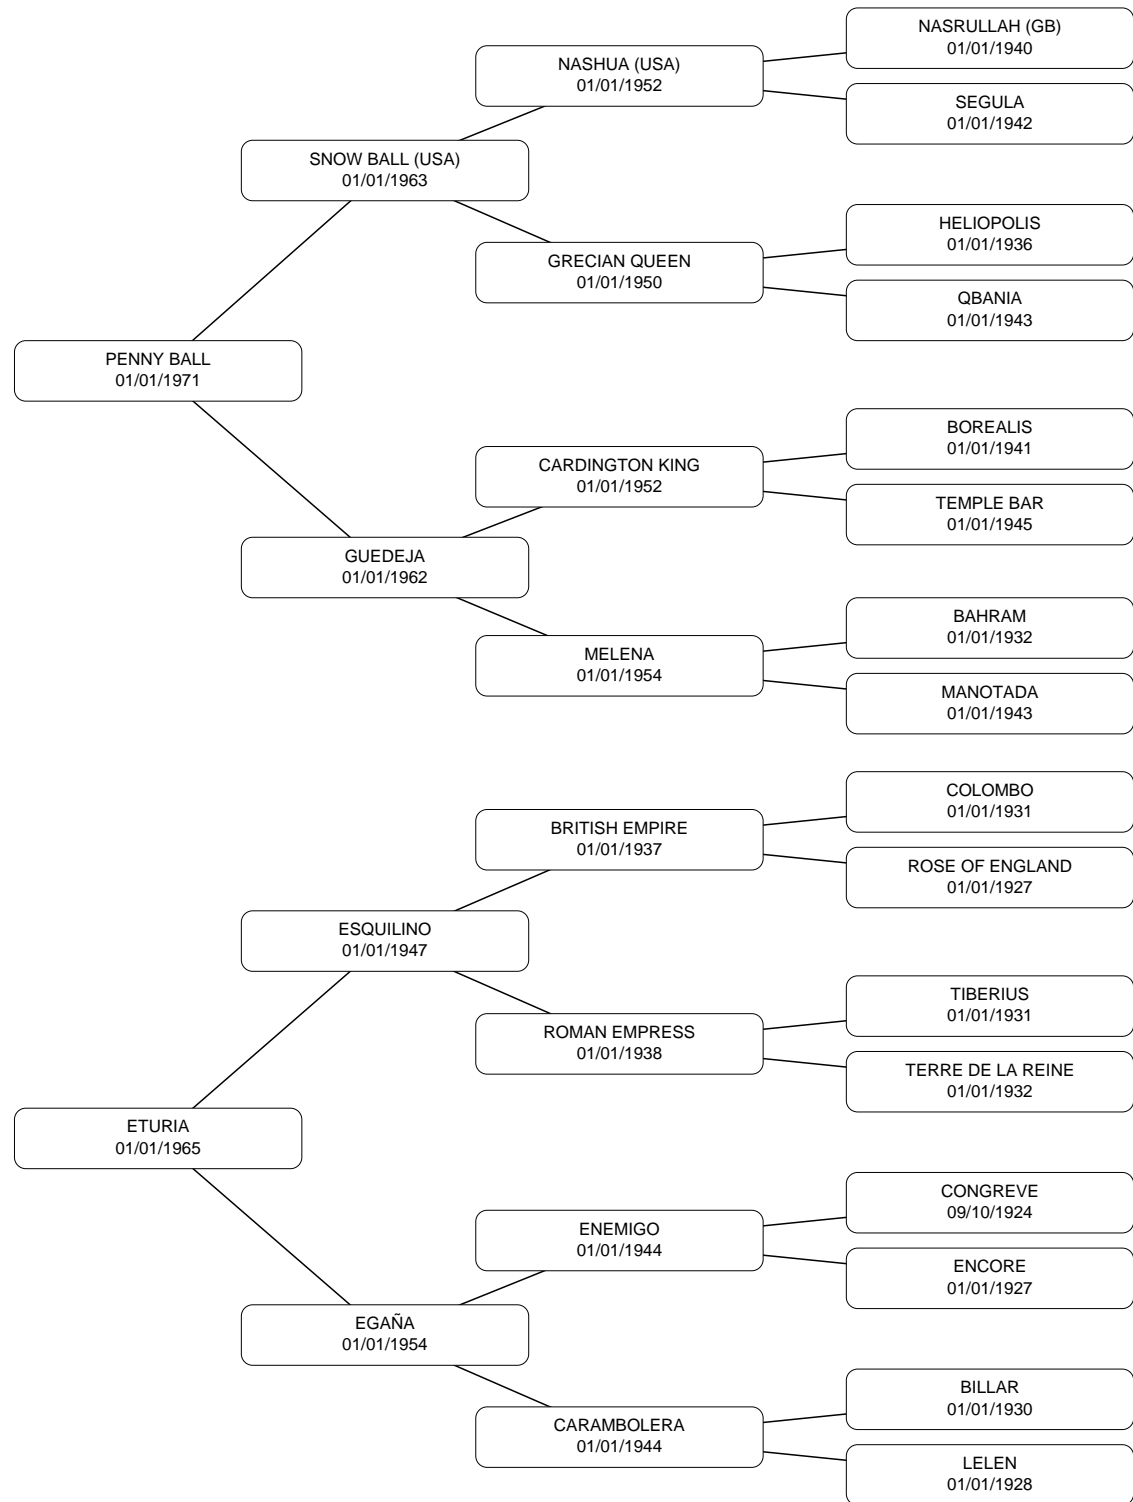 NASRULLAH (GB)
01/01/1940
NASHUA (USA)
01/01/1952
SEGULA
01/01/1942
SNOW BALL (USA)
01/01/1963
HELIOPOLIS
01/01/1936
GRECIAN QUEEN
01/01/1950
QBANIA
01/01/1943
PENNY BALL
01/01/1971
BOREALIS
01/01/1941
CARDINGTON KING
01/01/1952
TEMPLE BAR
01/01/1945
GUEDEJA
01/01/1962
BAHRAM
01/01/1932
MELENA
01/01/1954
MANOTADA
01/01/1943
COLOMBO
01/01/1931
BRITISH EMPIRE
01/01/1937
ROSE OF ENGLAND
01/01/1927
ESQUILINO
01/01/1947
TIBERIUS
01/01/1931
ROMAN EMPRESS
01/01/1938
TERRE DE LA REINE
01/01/1932
ETURIA
01/01/1965
CONGREVE
09/10/1924
ENEMIGO
01/01/1944
ENCORE
01/01/1927
EGAÑA
01/01/1954
BILLAR
01/01/1930
CARAMBOLERA
01/01/1944
LELEN
01/01/1928